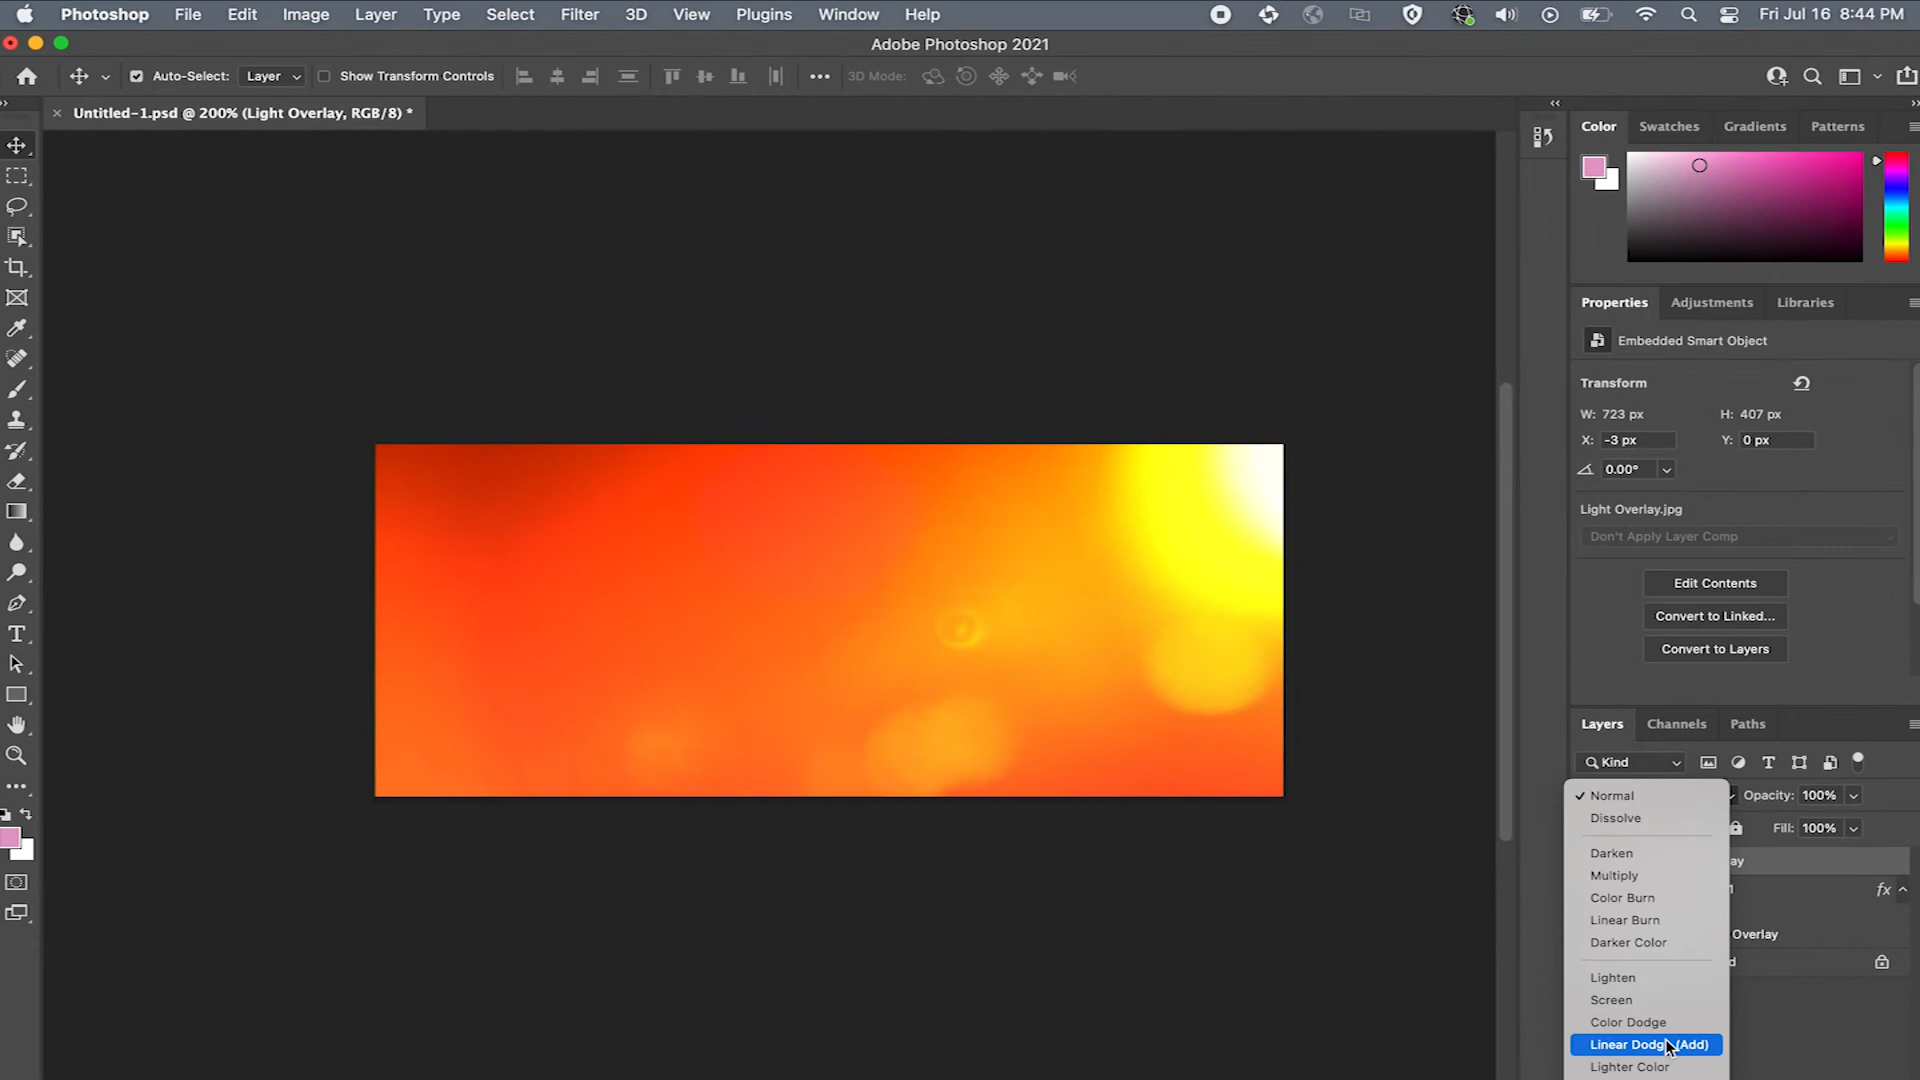 Photoshop File Edit Image Layer Type Select Filter 3D View Plugins Window Help Fri Jul 16 8:44 PM
Adobe Photoshop 2021
Auto-Select: Layer Show Transform Controls 3D Mode:
Untitled-1.psd @ 200% (Light Overlay, RGB/8) *
Color Swatches Gradients Patterns
Properties Adjustments Libraries
Embedded Smart Object
Transform
W: 723 px H: 407 px
X: -3 px Y: 0 px
0.00°
Light Overlay.jpg
Don't Apply Layer Comp
Edit Contents
Convert to Linked...
Convert to Layers
Layers Channels Paths
Kind
Normal Opacity: 100%
Dissolve
Fill: 100%
Darken
ay
Multiply
fx
Color Burn
Linear Burn
Overlay
Darker Color
d
Lighten
Screen
Color Dodge
Linear Dodge (Add)
Lighter Color